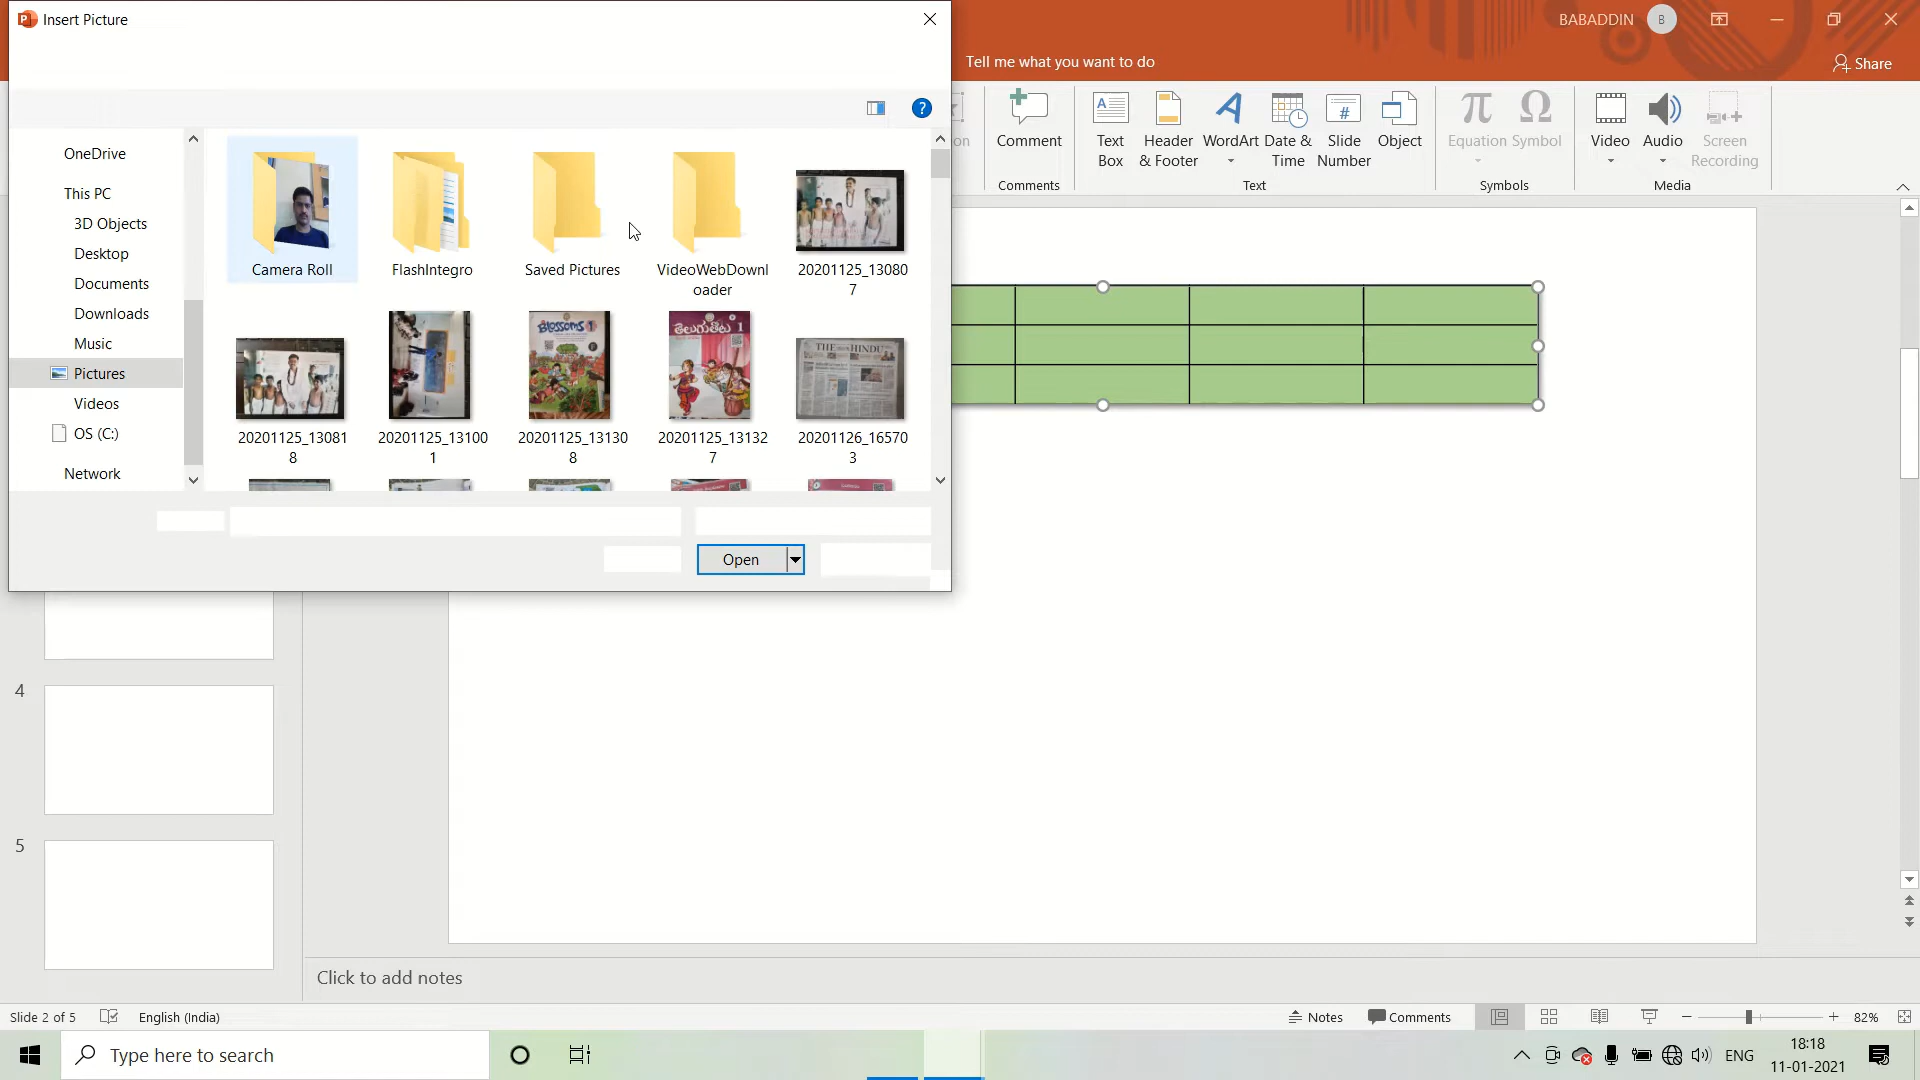 Insert Picture
BABADDIN
B
Tell me what you want to do
Share
Comment
Text Box
Header & Footer
WordArt
Date & Time
Slide Number
Object
Equation
Symbol
Video
Audio
Screen Recording
Comments
Text
Symbols
Media
OneDrive
This PC
3D Objects
Desktop
Documents
Downloads
Music
Pictures
Videos
OS (C:)
Network
Camera Roll
FlashIntegro
Saved Pictures
VideoWebDownl
oader
20201125_13080
7
Blossoms 1
తెలుగుతోట 1
THE HINDU
20201125_13081
8
20201125_13100
1
20201125_13130
8
20201125_13132
7
20201126_16570
3
Open
4
5
Click to add notes
Slide 2 of 5
English (India)
Notes
Comments
82%
Type here to search
ENG
18:18
11-01-2021